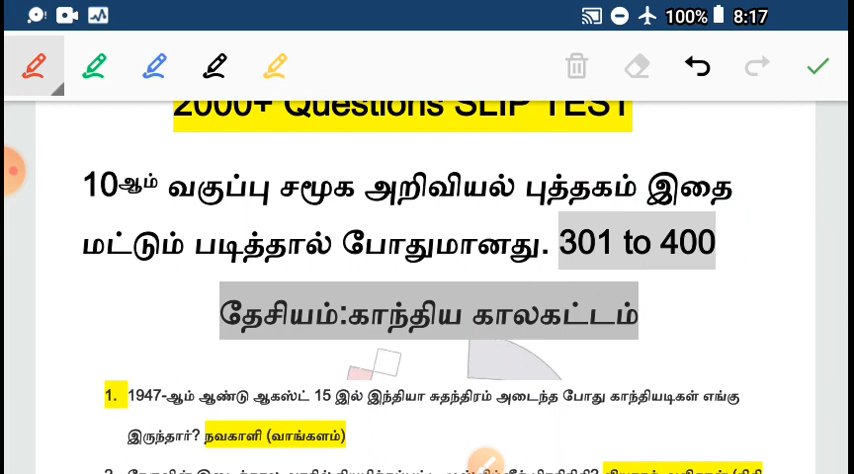 100% 8:17
2000+ Questions SLIP TEST
10ஆம் வகுப்பு சமூக அறிவியல் புத்தகம் இதை
மட்டும் படித்தால் போதுமானது. 301 to 400
தேசியம்:காந்திய காலகட்டம்
1. 1947-ஆம் ஆண்டு ஆகஸ்ட் 15 இல் இந்தியா சுதந்திரம் அடைந்த போது காந்தியடிகள் எங்கு
இருந்தார்? நவகாளி (வாங்களம்)